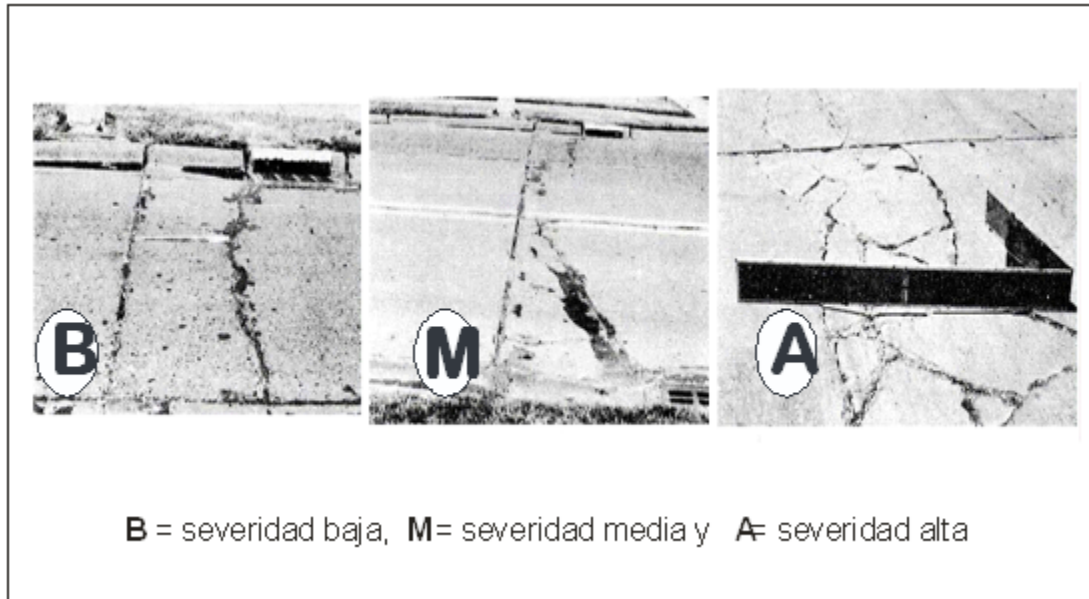 B M A
B = severidad baja, M = severidad media y A= severidad alta